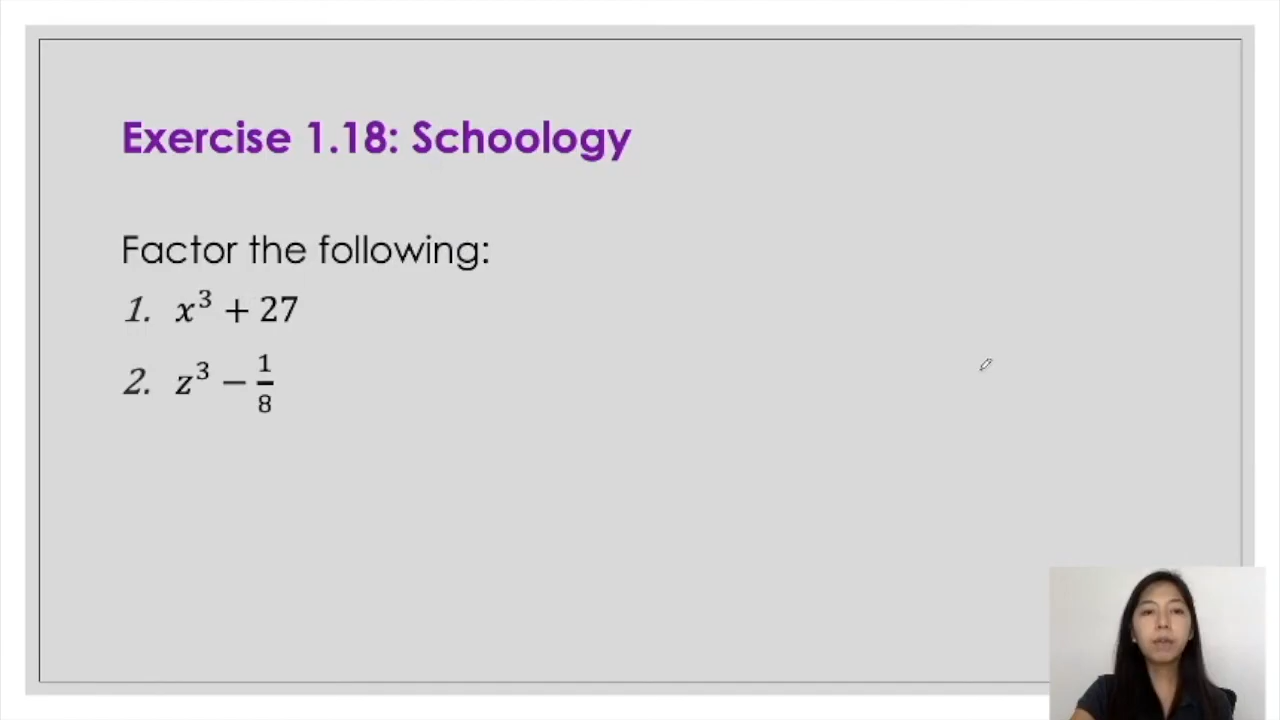 Exercise 1.18: Schoology
Factor the following:
1. x³ + 27
2. z³ − 1/8